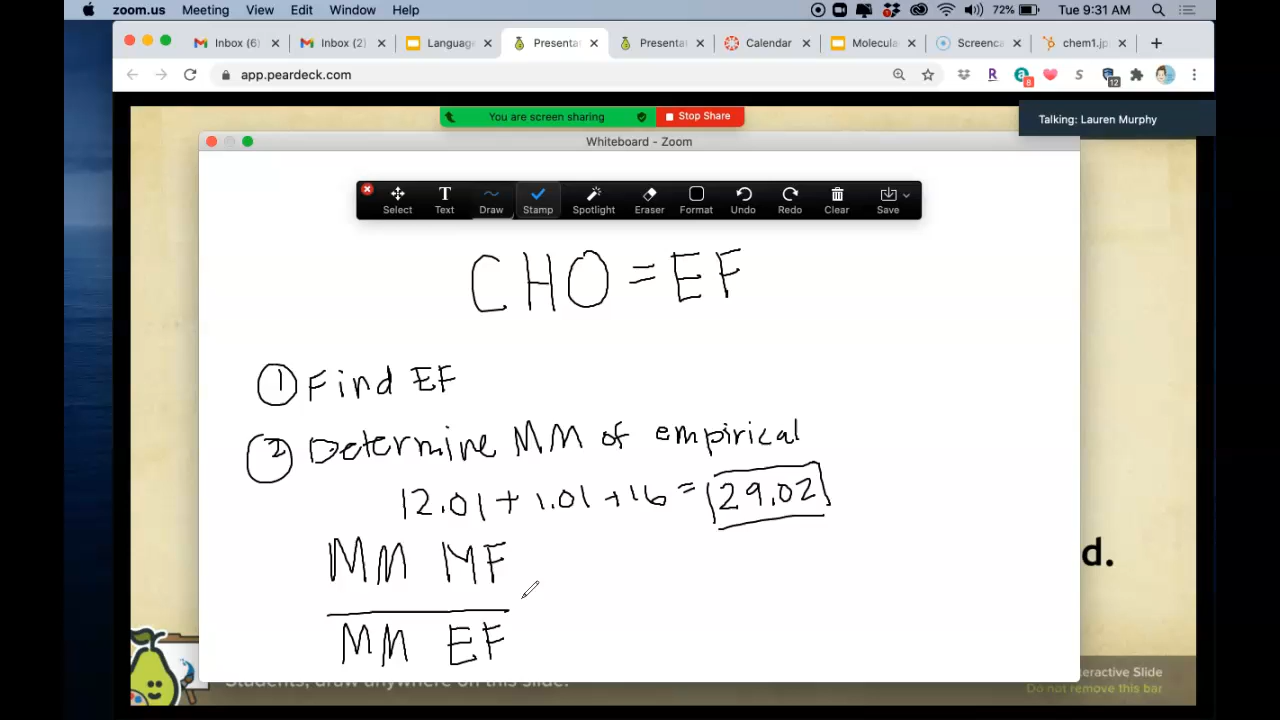 zoom.us Meeting View Edit Window Help 72% Tue 9:31 AM
Inbox (6) Inbox (2) Language Presenta Presenta Calendar Molecula Screenca chem1.jp
app.peardeck.com
R a 8 S 12
You are screen sharing Stop Share
Talking: Lauren Murphy
Whiteboard - Zoom
Select Text Draw Stamp Spotlight Eraser Format Undo Redo Clear Save
CHO = EF
1 Find EF
2 Determine MM of empirical
12.01 + 1.01 + 16 = 29.02
MM MF
d.
MM EF
Students, draw anywhere on this slide.
teractive Slide
Do not remove this bar